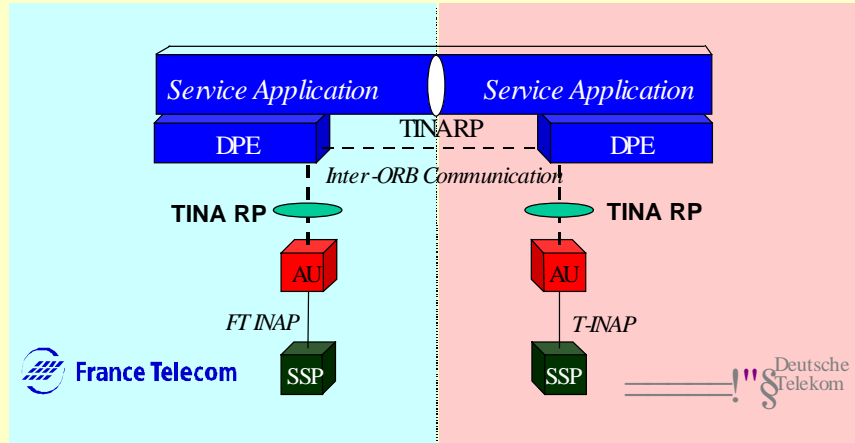 Service Application
Service Application
TINARP
DPE
DPE
Inter-ORB Communication
TINA RP
TINA RP
AU
AU
FT INAP
T-INAP
SSP
SSP
France Telecom
======!"§
Deutsche
Telekom